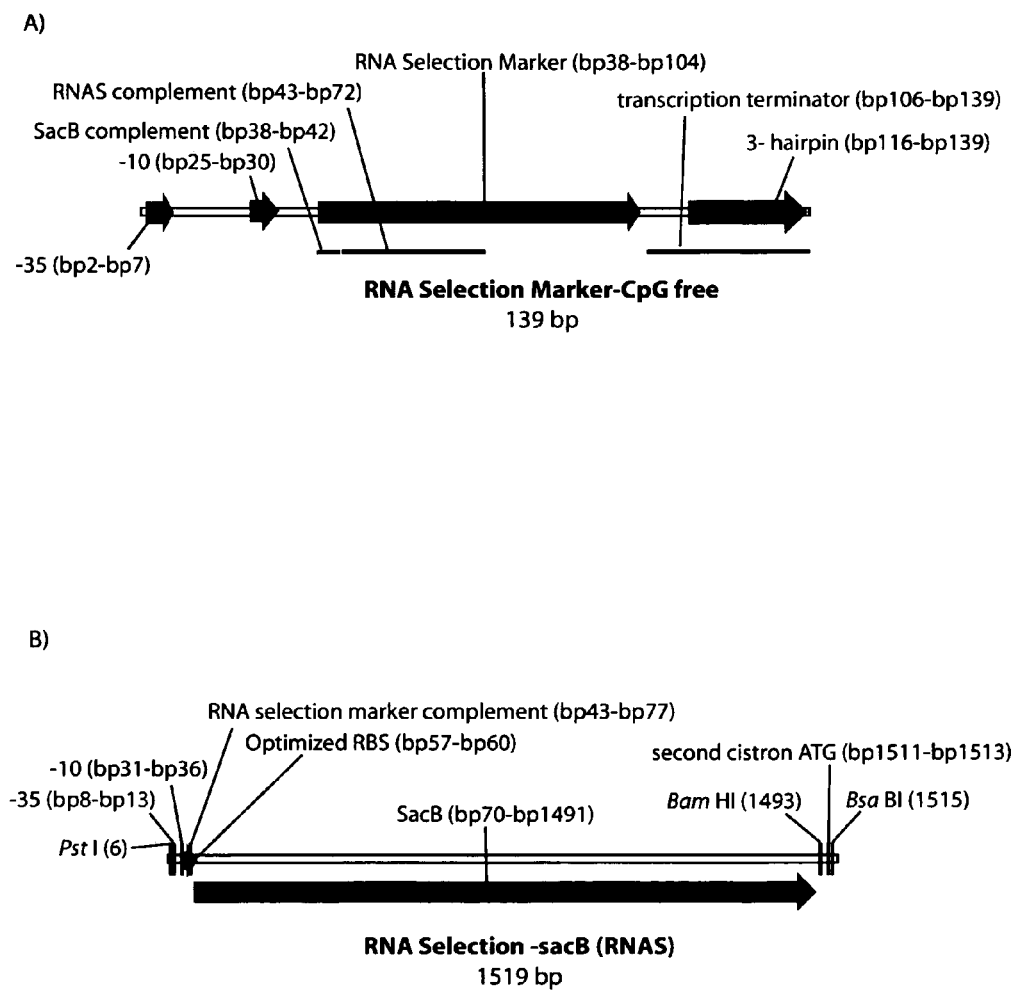 A)
RNA Selection Marker (bp38-bp104)
RNAS complement (bp43-bp72)
transcription terminator (bp106-bp139)
SacB complement (bp38-bp42)
-10 (bp25-bp30)
3- hairpin (bp116-bp139)
-35 (bp2-bp7)
RNA Selection Marker-CpG free
139 bp
B)
RNA selection marker complement (bp43-bp77)
Optimized RBS (bp57-bp60)
second cistron ATG (bp1511-bp1513)
-10 (bp31-bp36)
-35 (bp8-bp13)
SacB (bp70-bp1491)
Bam HI (1493)
Bsa BI (1515)
Pst I (6)
RNA Selection -sacB (RNAS)
1519 bp